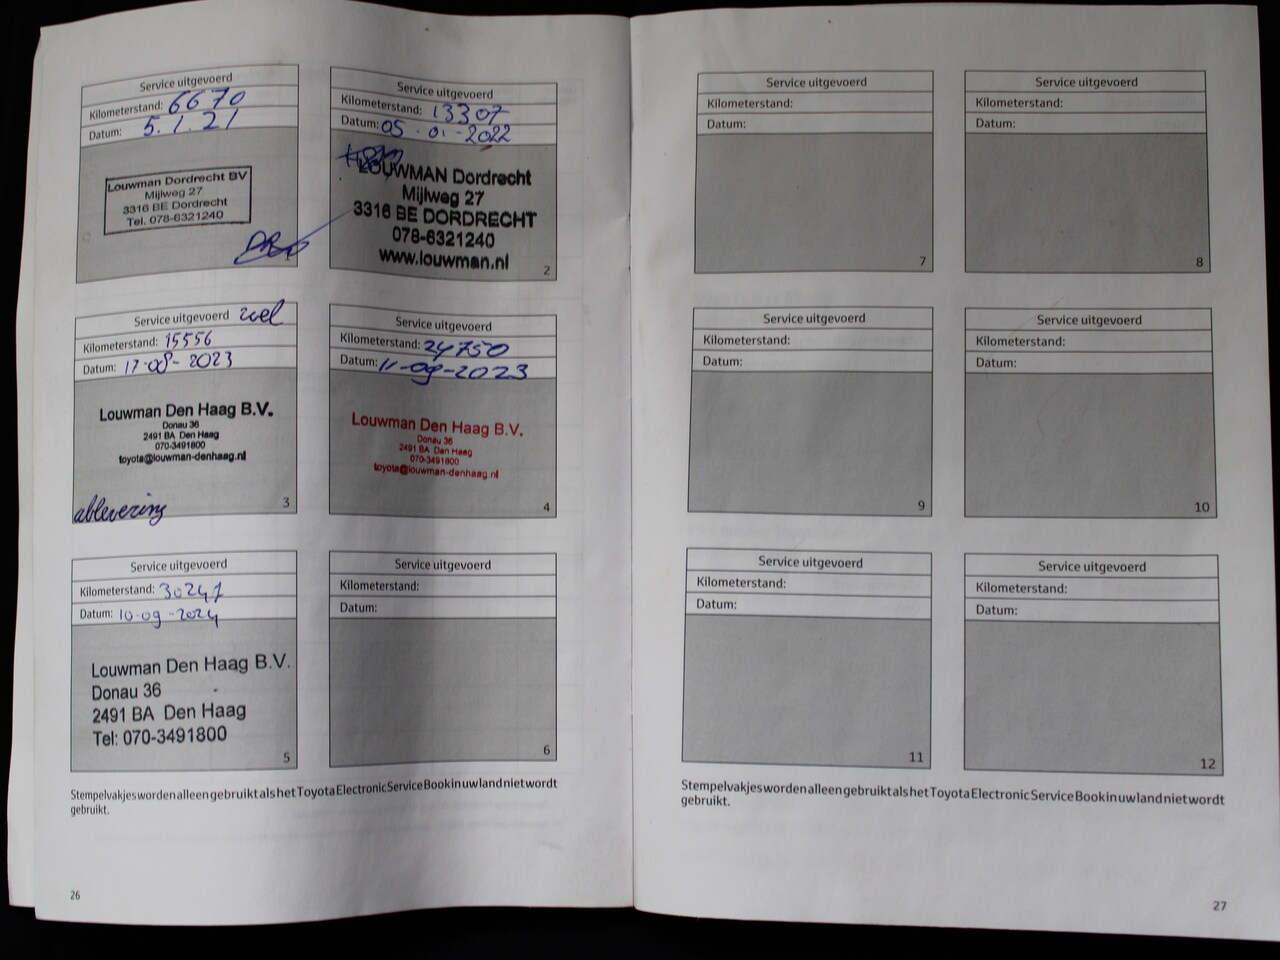 Service uitgevoerd
Kilometerstand: 6670
Datum: 5.1.21
Louwman Dordrecht BV
Mijlweg 27
3316 BE Dordrecht
Tel. 078-6321240
1
Service uitgevoerd
Kilometerstand: 13307
Datum: 05-01-2022
LOUWMAN Dordrecht
Mijlweg 27
3316 BE DORDRECHT
078-6321240
www.louwman.nl
2
Service uitgevoerd
Kilometerstand: 15556
Datum: 17-08-2023
Louwman Den Haag B.V.
Donau 36
2491 BA Den Haag
070-3491800
toyota@louwman-denhaag.nl
aflevering
3
Service uitgevoerd
Kilometerstand: 24750
Datum: 11-09-2023
Louwman Den Haag B.V.
Donau 36
2491 BA Den Haag
070-3491800
toyota@louwman-denhaag.nl
4
Service uitgevoerd
Kilometerstand: 30247
Datum: 10-09-2024
Louwman Den Haag B.V.
Donau 36
2491 BA Den Haag
Tel: 070-3491800
5
Service uitgevoerd
Kilometerstand:
Datum:
6
Stempelvakjes worden alleen gebruikt als het Toyota Electronic Service Book in uw land niet wordt
gebruikt.
26
Service uitgevoerd
Kilometerstand:
Datum:
7
Service uitgevoerd
Kilometerstand:
Datum:
8
Service uitgevoerd
Kilometerstand:
Datum:
9
Service uitgevoerd
Kilometerstand:
Datum:
10
Service uitgevoerd
Kilometerstand:
Datum:
11
Service uitgevoerd
Kilometerstand:
Datum:
12
Stempelvakjes worden alleen gebruikt als het Toyota Electronic Service Book in uw land niet wordt
gebruikt.
27